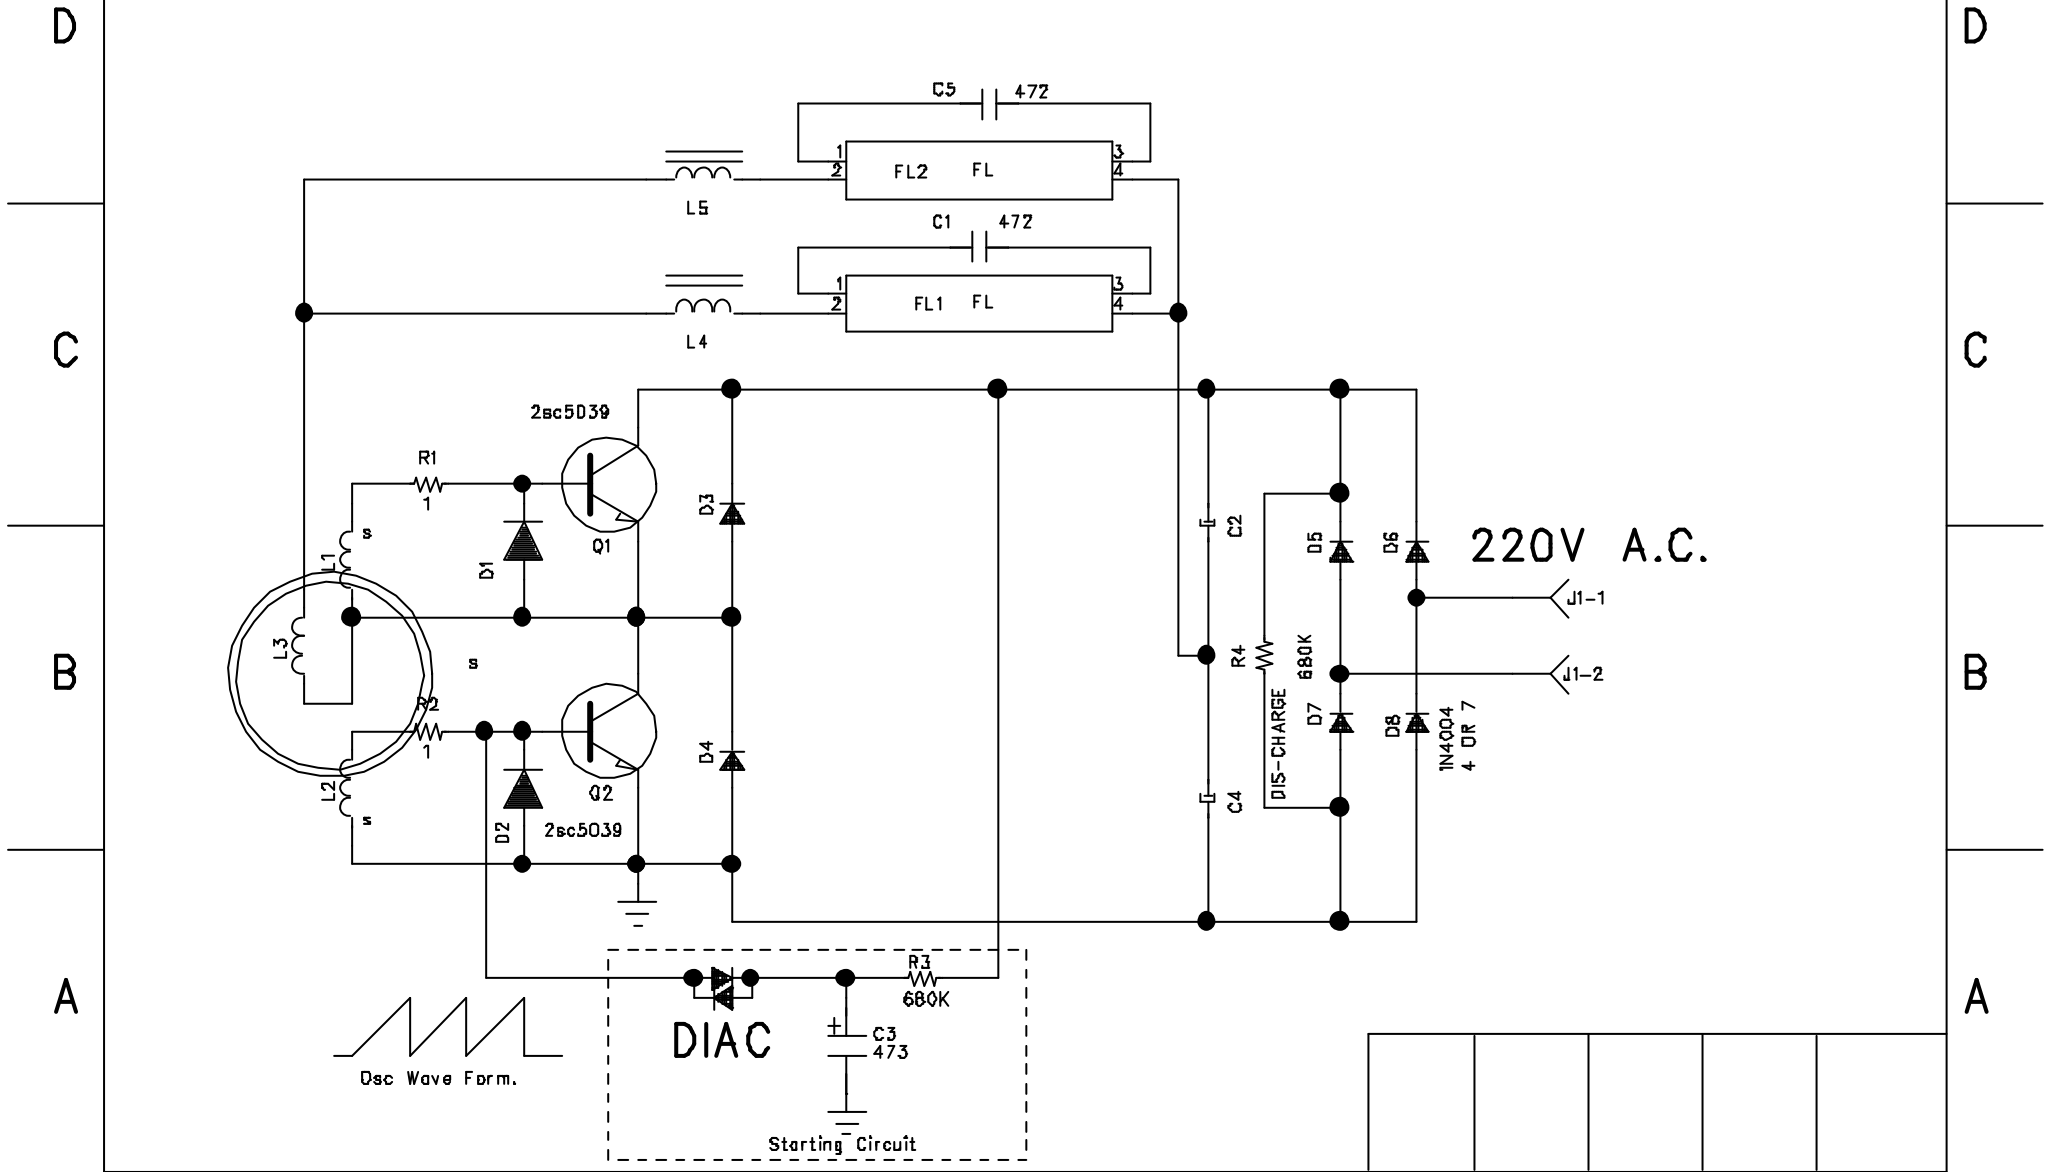 D
D
C5 472
1
2
FL2 FL
3
4
L5
C1 472
1
2
FL1 FL
3
4
L4
C
C
2sc5039
R1
1
s
L1
D1
Q1
D3
C2
D5
D6
220V A.C.
J1-1
L3
s
B
B
R4
680K
J1-2
R2
1
DIS-CHARGE
D7
D8
1N4004
4 OR 7
D4
L2
s
Q2
D2
2sc5039
C4
A
A
R3
680K
DIAC
+
C3
473
Osc Wave Form.
Starting Circuit